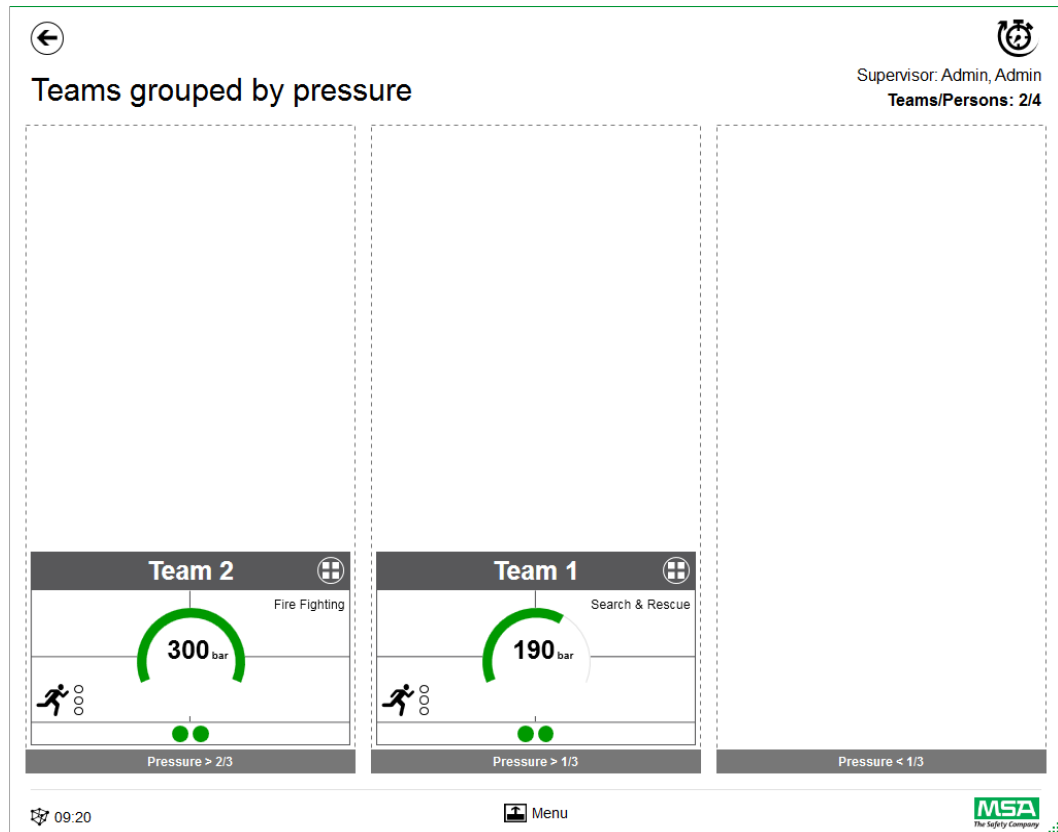 Teams grouped by pressure
Supervisor: Admin, Admin
Teams/Persons: 2/4
Team 2
Fire Fighting
300 bar
Pressure > 2/3
Team 1
Search & Rescue
190 bar
Pressure > 1/3
Pressure < 1/3
09:20
Menu
MSA
The Safety Company